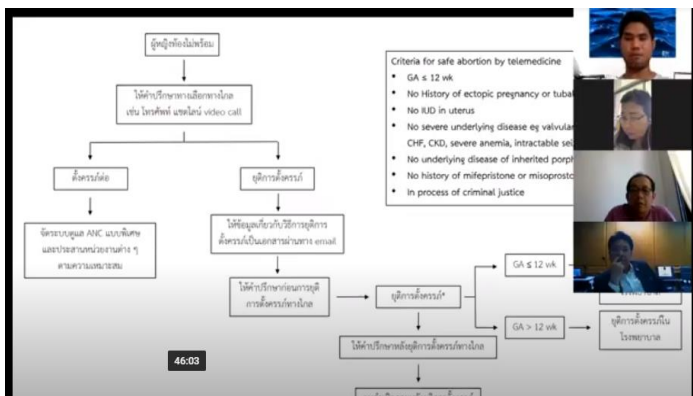 ผู้หญิงท้องไม่พร้อม
ให้คำปรึกษาทางเลือกทางไกล
เช่น โทรศัพท์ แชตไลน์ video call
ตั้งครรภ์ต่อ
ยุติการตั้งครรภ์
จัดระบบดูแล ANC แบบพิเศษ
และประสานหน่วยงานต่าง ๆ
ตามความเหมาะสม
ให้ข้อมูลเกี่ยวกับวิธีการยุติการ
ตั้งครรภ์เป็นเอกสารผ่านทาง email
ให้คำปรึกษาก่อนการยุติ
การตั้งครรภ์ทางไกล
ยุติการตั้งครรภ์*
GA ≤ 12 wk
GA > 12 wk
ยุติการตั้งครรภ์ใน
โรงพยาบาล
ให้คำปรึกษาหลังยุติการตั้งครรภ์ทางไกล
Criteria for safe abortion by telemedicine
• GA ≤ 12 wk
• No History of ectopic pregnancy or tubal
• No IUD in uterus
• No severe underlying disease eg valvular
CHF, CKD, severe anemia, intractable sei
• No underlying disease of inherited porph
• No history of mifepristone or misoprosto
• In process of criminal justice
46:03